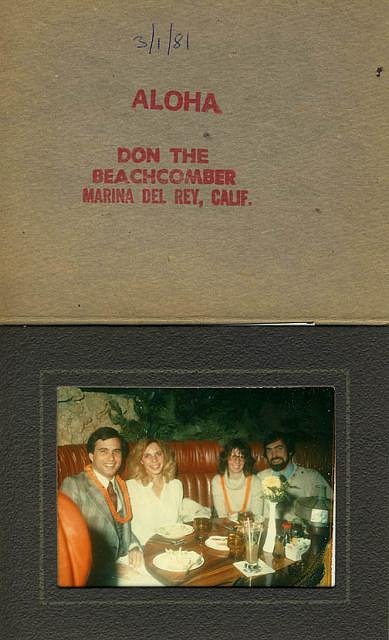 3/1/81
ALOHA
DON THE
BEACHCOMBER
MARINA DEL REY, CALIF.